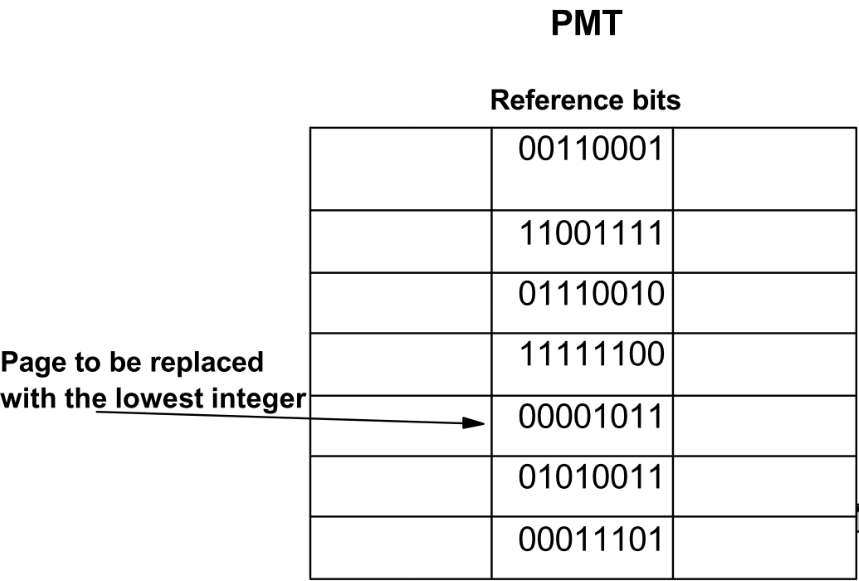 PMT
Reference bits
00110001
11001111
01110010
11111100
Page to be replaced
with the lowest integer
00001011
01010011
00011101